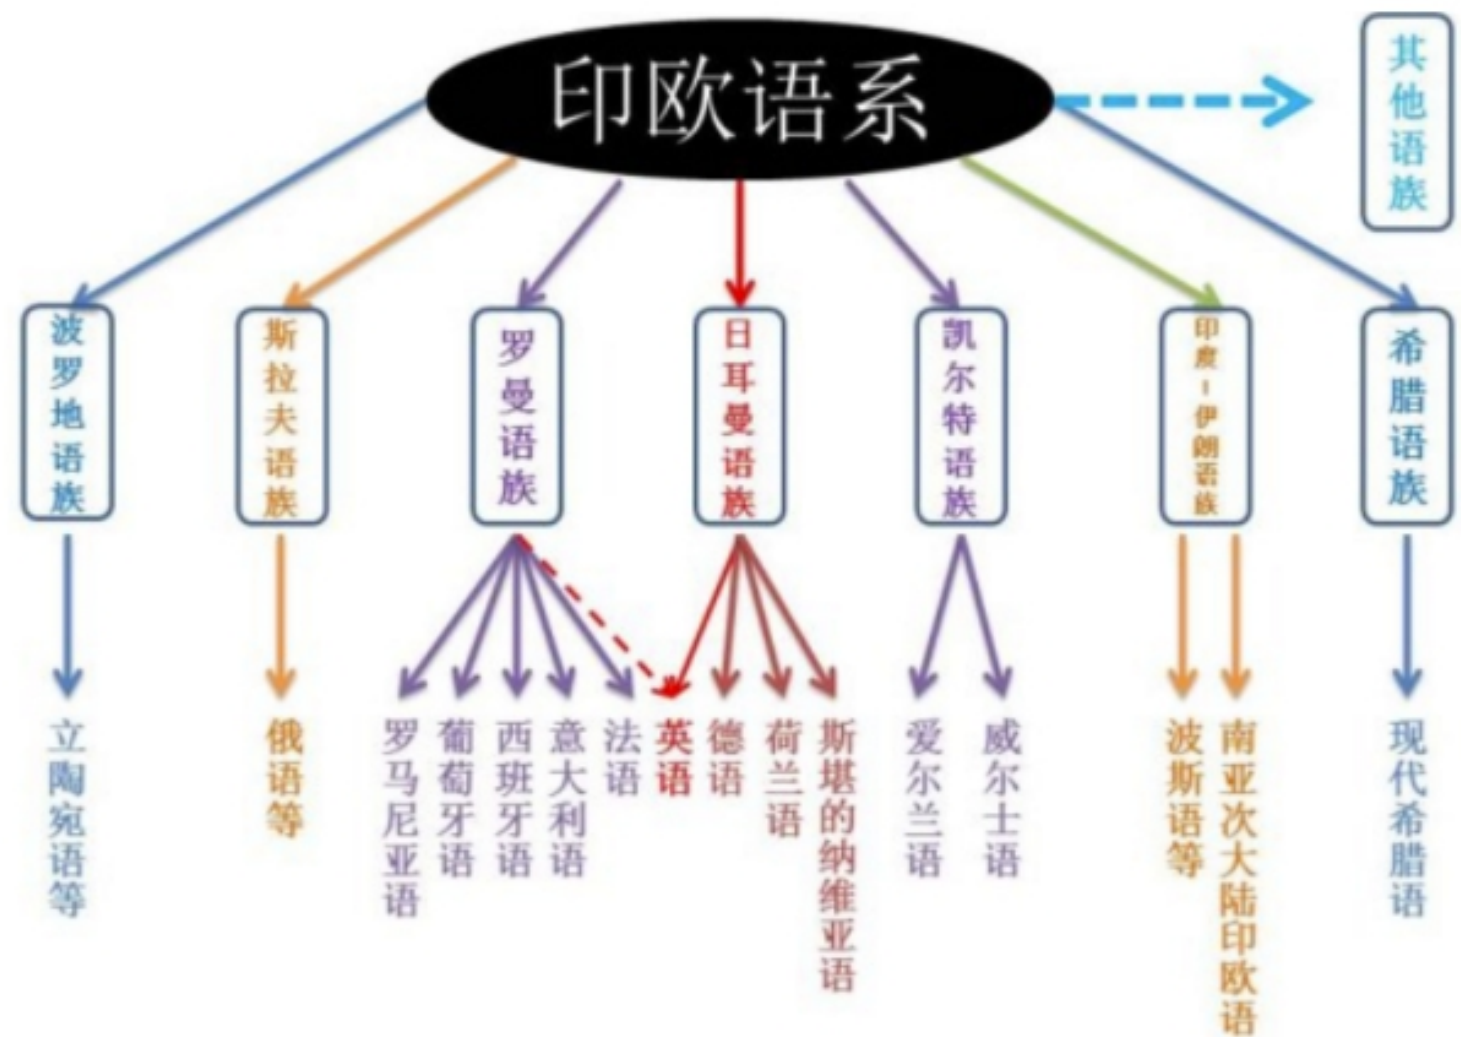 印欧语系
其他语族
波罗地语族
斯拉夫语族
罗曼语族
日耳曼语族
凯尔特语族
印度-伊朗语族
希腊语族
立陶宛语等
俄语等
罗马尼亚语
葡萄牙语
西班牙语
意大利语
法语
英语
德语
荷兰语
斯堪的纳维亚语
爱尔兰语
威尔士语
波斯语等
南亚次大陆印欧语
现代希腊语